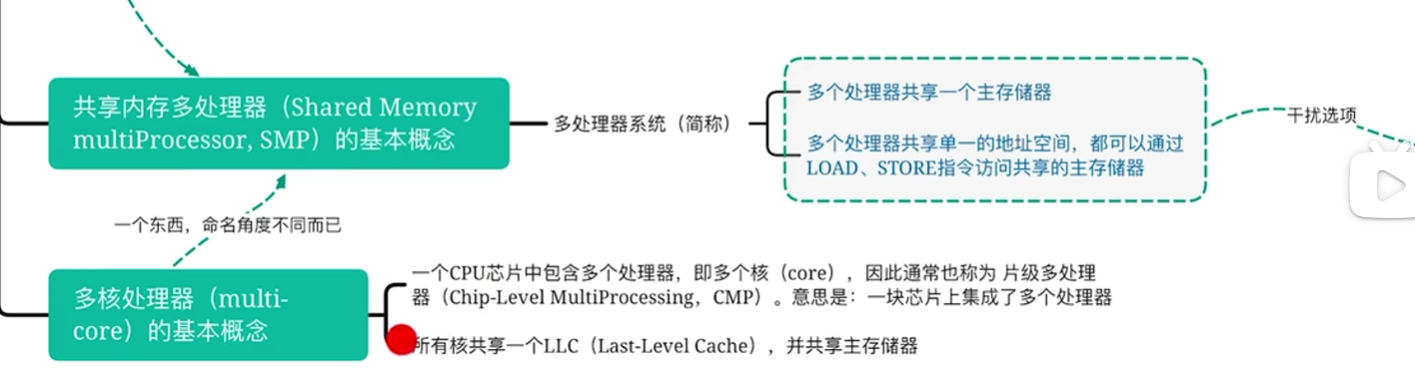 共享内存多处理器（Shared Memory
multiProcessor, SMP）的基本概念
多处理器系统（简称）
多个处理器共享一个主存储器
多个处理器共享单一的地址空间，都可以通过
LOAD、STORE指令访问共享的主存储器
干扰选项
一个东西，命名角度不同而已
多核处理器（multi-
core）的基本概念
一个CPU芯片中包含多个处理器，即多个核（core），因此通常也称为 片级多处理
器（Chip-Level MultiProcessing，CMP）。意思是：一块芯片上集成了多个处理器
所有核共享一个LLC（Last-Level Cache），并共享主存储器